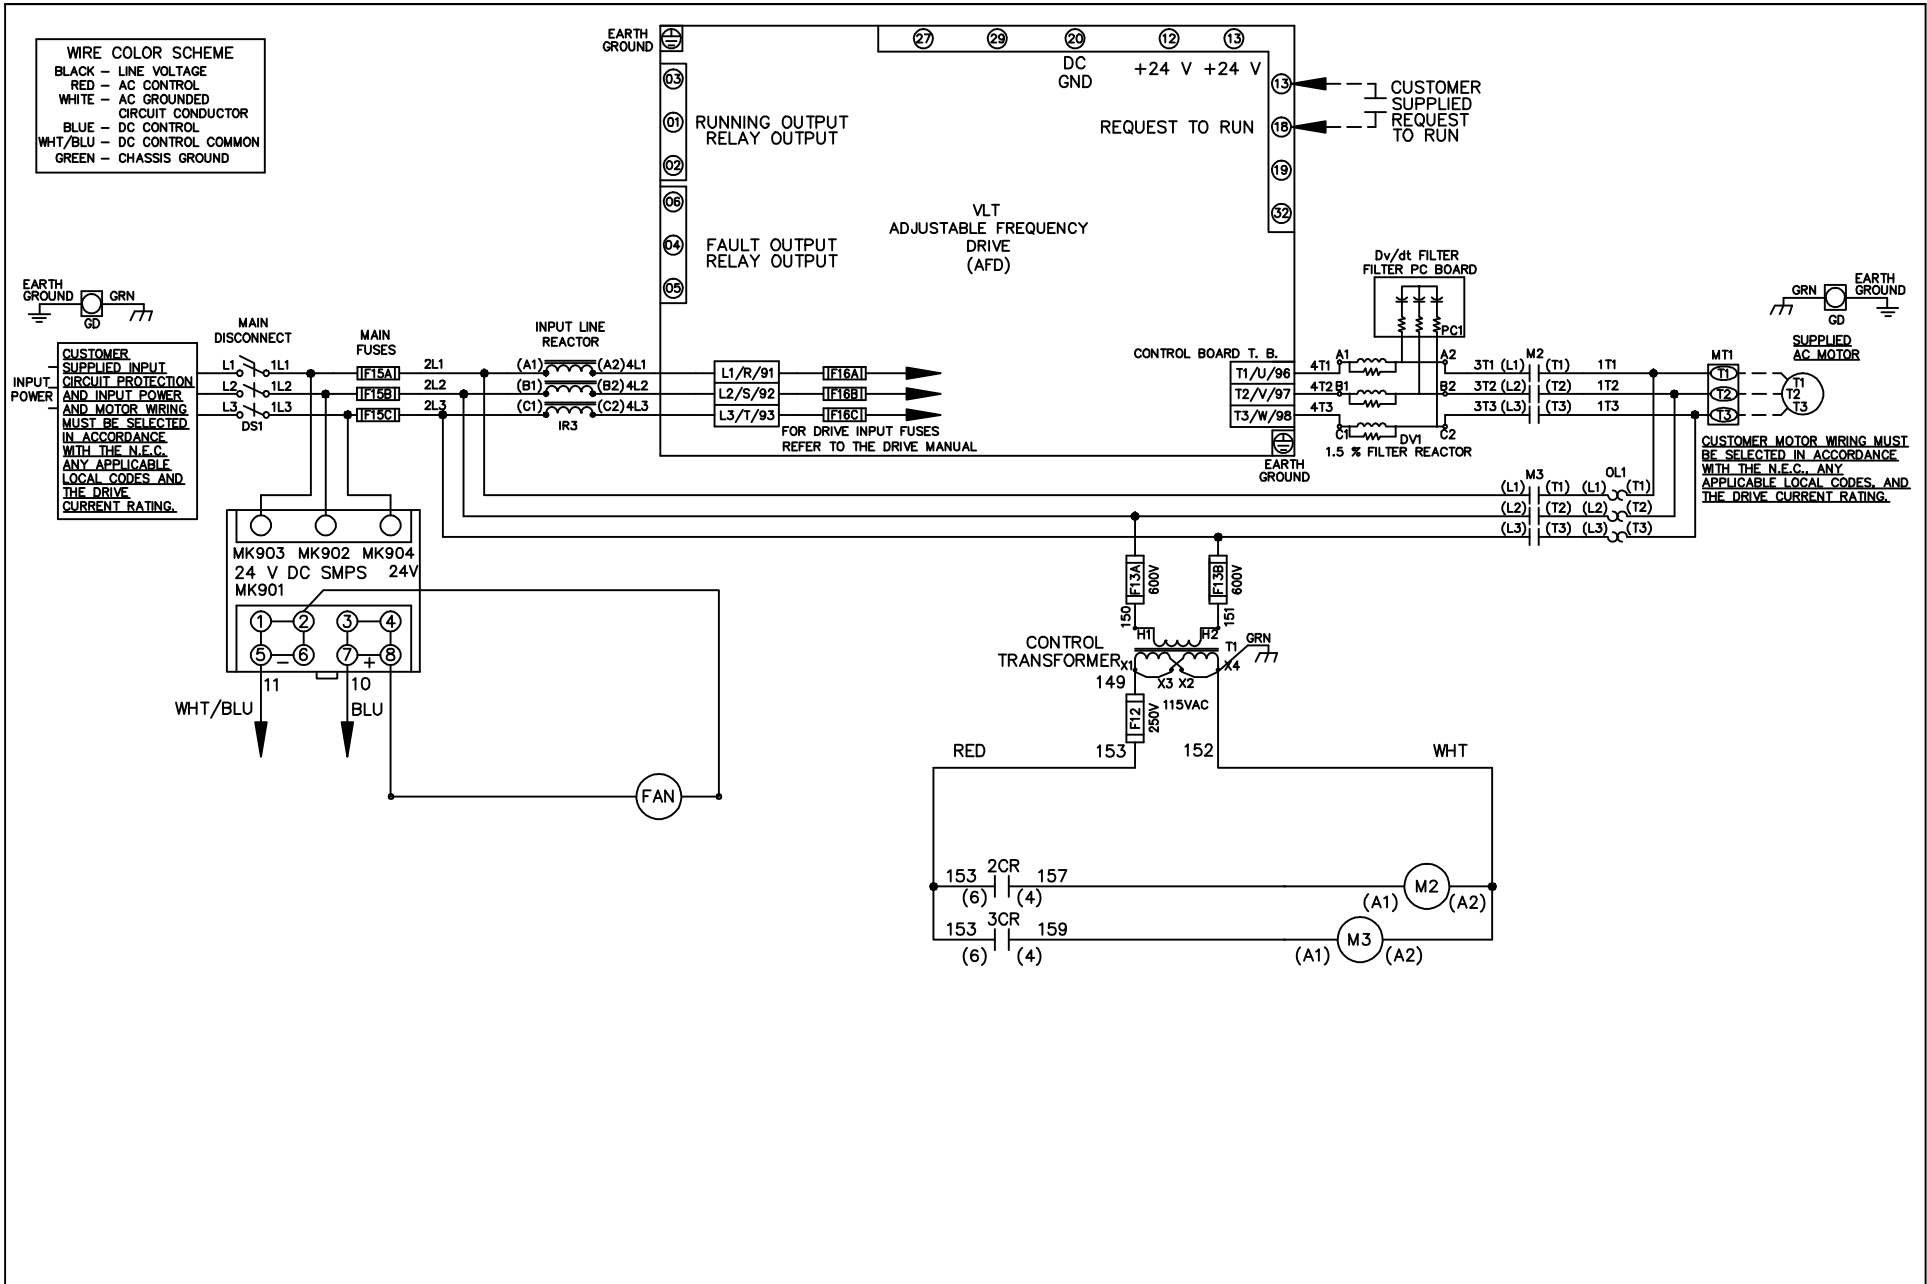 WIRE COLOR SCHEME
BLACK – LINE VOLTAGE
RED – AC CONTROL
WHITE – AC GROUNDED
CIRCUIT CONDUCTOR
BLUE – DC CONTROL
WHT/BLU – DC CONTROL COMMON
GREEN – CHASSIS GROUND
EARTH
GROUND
27 29 20 12 13
DC
GND
+24 V +24 V
03
01
02
RUNNING OUTPUT
RELAY OUTPUT
06
04
05
FAULT OUTPUT
RELAY OUTPUT
VLT
ADJUSTABLE FREQUENCY
DRIVE
(AFD)
13
REQUEST TO RUN 18
19
32
CUSTOMER
SUPPLIED
REQUEST
TO RUN
Dv/dt FILTER
FILTER PC BOARD
PC1
EARTH
GROUND
GRN
GD
INPUT
POWER
CUSTOMER
SUPPLIED INPUT
CIRCUIT PROTECTION
AND INPUT POWER
AND MOTOR WIRING
MUST BE SELECTED
IN ACCORDANCE
WITH THE N.E.C.
ANY APPLICABLE
LOCAL CODES AND
THE DRIVE
CURRENT RATING.
MAIN
DISCONNECT
L1 1L1
L2 1L2
L3 1L3
DS1
MAIN
FUSES
F15A 2L1
F15B 2L2
F15C 2L3
INPUT LINE
REACTOR
(A1) (A2) 4L1
(B1) (B2) 4L2
(C1) (C2) 4L3
IR3
L1/R/91 F16A
L2/S/92 F16B
L3/T/93 F16C
FOR DRIVE INPUT FUSES
REFER TO THE DRIVE MANUAL
CONTROL BOARD T. B.
T1/U/96 4T1 A1 A2
T2/V/97 4T2 B1 B2
T3/W/98 4T3 C1 C2
DV1
1.5 % FILTER REACTOR
EARTH
GROUND
M2
3T1 (L1) (T1) 1T1
3T2 (L2) (T2) 1T2
3T3 (L3) (T3) 1T3
MT1
T1
T2
T3
GRN
EARTH
GROUND
GD
SUPPLIED
AC MOTOR
T1
T2
T3
CUSTOMER MOTOR WIRING MUST
BE SELECTED IN ACCORDANCE
WITH THE N.E.C., ANY
APPLICABLE LOCAL CODES, AND
THE DRIVE CURRENT RATING.
M3 OL1
(L1) (T1) (L1) (T1)
(L2) (T2) (L2) (T2)
(L3) (T3) (L3) (T3)
MK903 MK902 MK904
24 V DC SMPS 24V
MK901
1 2 3 4
5 – 6 7 + 8
11 10
WHT/BLU BLU
FAN
F13A 600V
F13B 600V
150 151
H1 H2
CONTROL
TRANSFORMER
T1
GRN
X1 X4
X3 X2
149
115VAC
F12 250V
RED 153 152 WHT
153 2CR 157
(6) (4)
M2
(A1) (A2)
153 3CR 159
(6) (4)
M3
(A1) (A2)